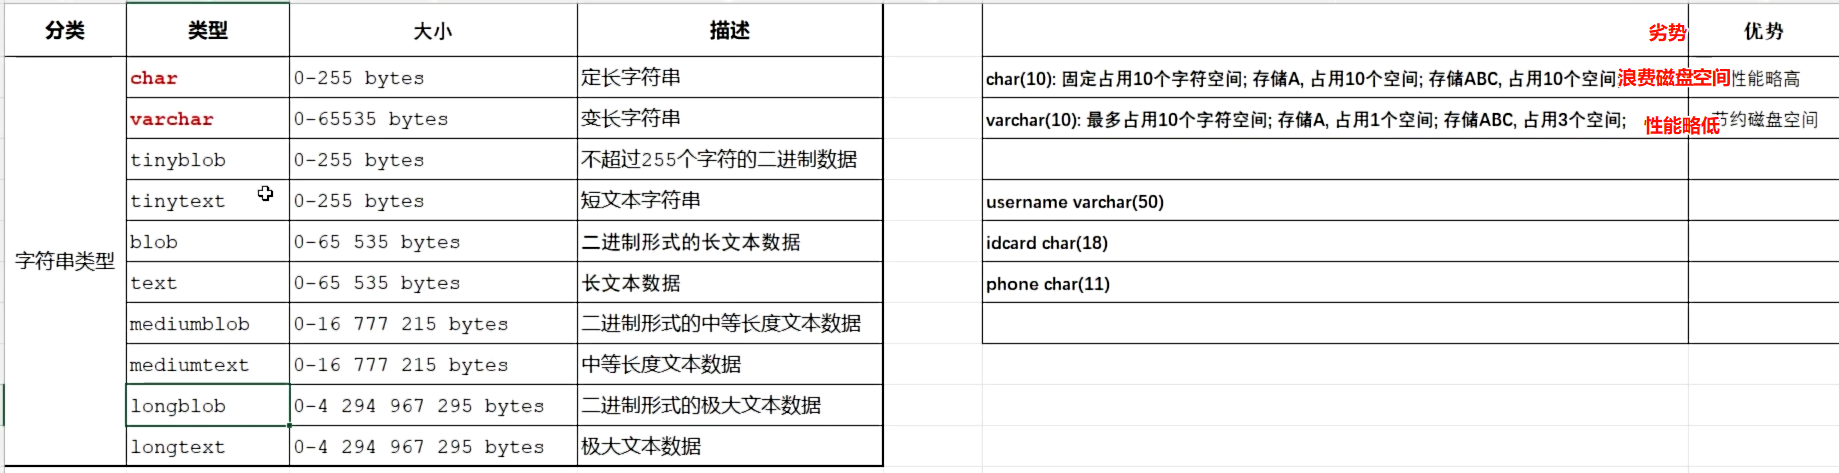 分类 类型 大小 描述 劣势 优势
char 0-255 bytes 定长字符串 char(10): 固定占用10个字符空间; 存储A, 占用10个空间; 存储ABC, 占用10个空间 浪费磁盘空间 性能略高
varchar 0-65535 bytes 变长字符串 varchar(10): 最多占用10个字符空间; 存储A, 占用1个空间; 存储ABC, 占用3个空间; 性能略低 节约磁盘空间
tinyblob 0-255 bytes 不超过255个字符的二进制数据
tinytext 0-255 bytes 短文本字符串 username varchar(50)
blob 0-65 535 bytes 二进制形式的长文本数据 idcard char(18)
字符串类型
text 0-65 535 bytes 长文本数据 phone char(11)
mediumblob 0-16 777 215 bytes 二进制形式的中等长度文本数据
mediumtext 0-16 777 215 bytes 中等长度文本数据
longblob 0-4 294 967 295 bytes 二进制形式的极大文本数据
longtext 0-4 294 967 295 bytes 极大文本数据